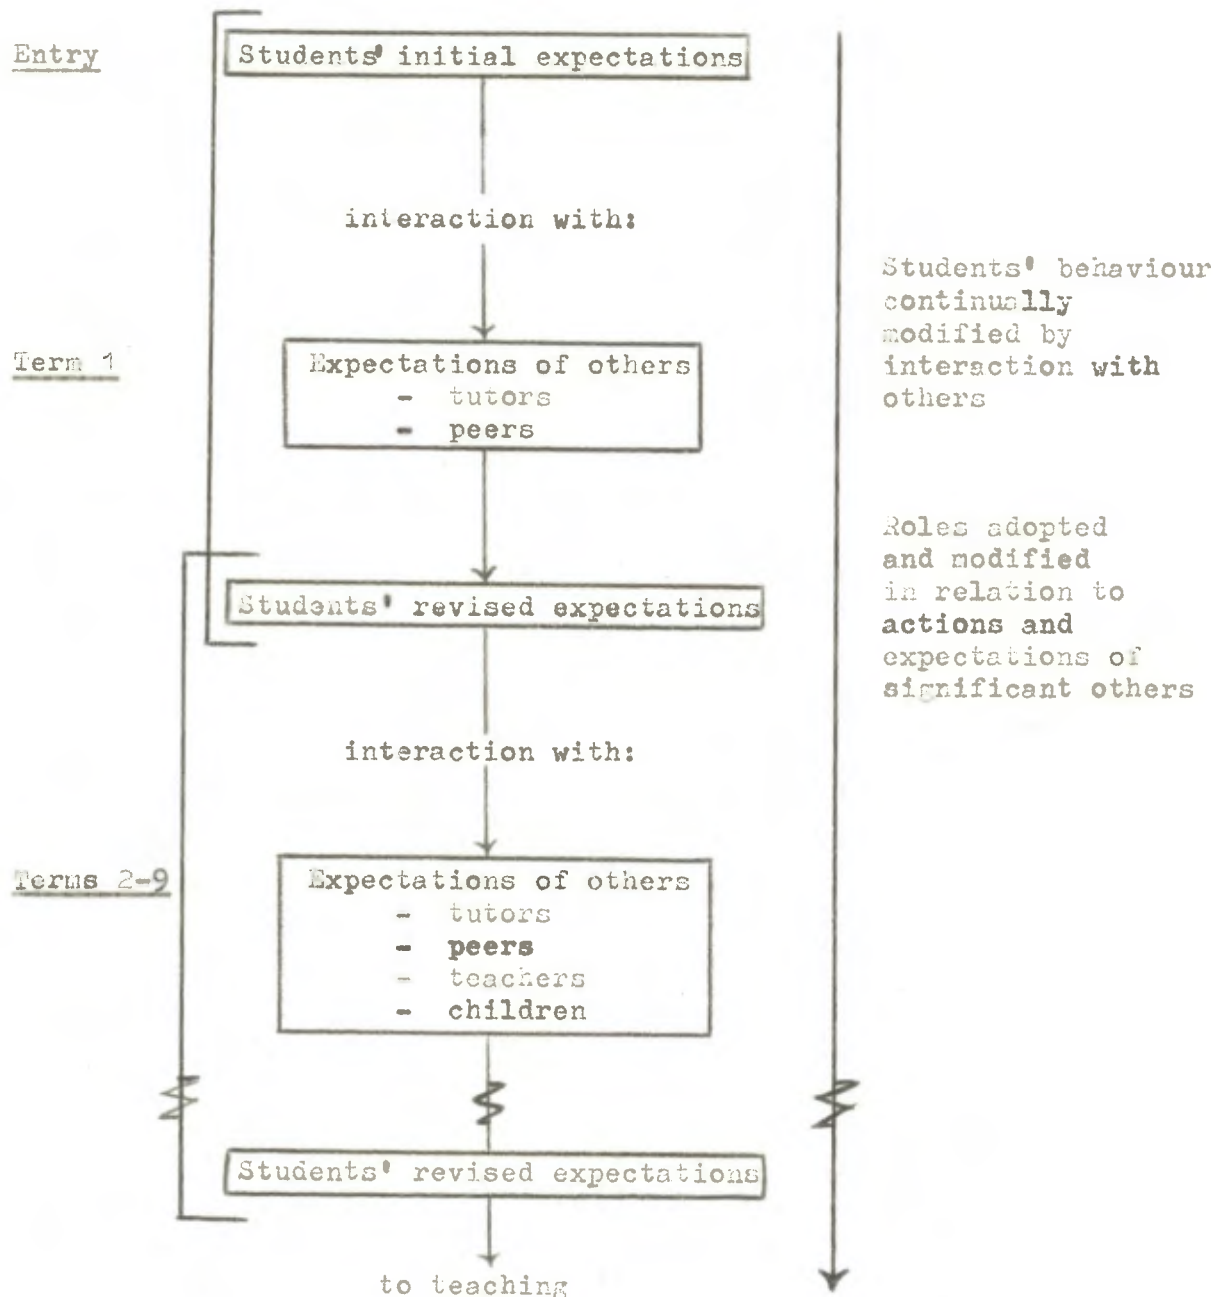 Entry
Students' initial expectations
interaction with:
Students' behaviour
continually
modified by
interaction with
others
Term 1
Expectations of others
- tutors
- peers
Roles adopted
and modified
in relation to
actions and
expectations of
significant others
Students' revised expectations
interaction with:
Terms 2-9
Expectations of others
- tutors
- peers
- teachers
- children
Students' revised expectations
to teaching